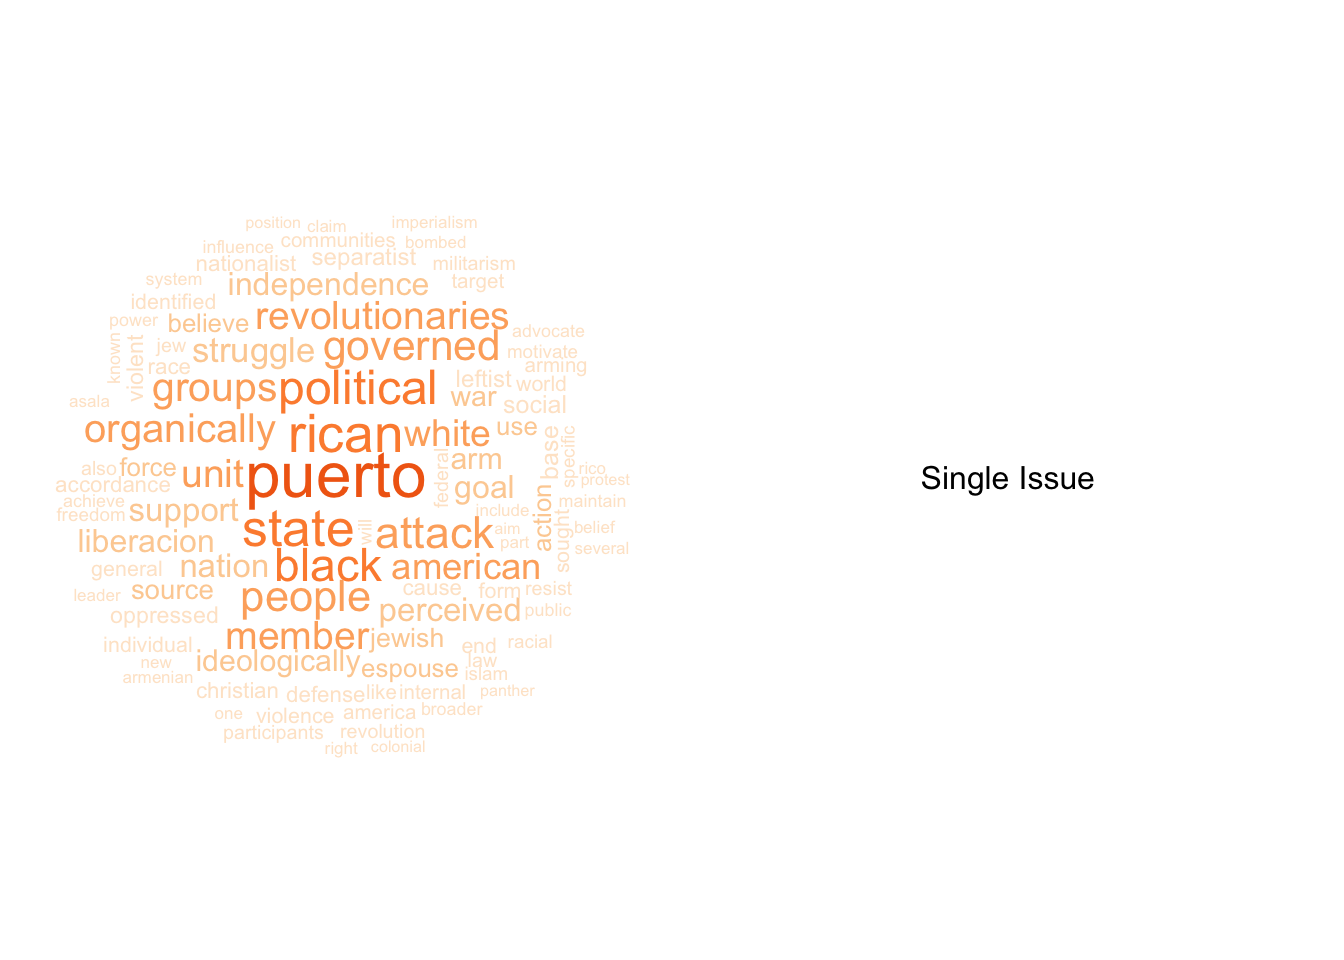 position claim imperialism
influence communities bombed
nationalist separatist militarism
system independence target
identified
power believe revolutionaries advocate
known violent jew struggle governed motivate
race arming
groups political leftist world
asala war social
organically rican white use
also force unit puerto federal arm base specific rico
accordance goal protest
achieve support include action sought maintain
freedom state will attack aim belief
liberacion part several
general nation black american
leader source people cause form resist
oppressed perceived public
individual member jewish end racial
new ideologically espouse law
armenian islam
christian defense like internal panther
one violence america broader
participants revolution
right colonial
Single Issue